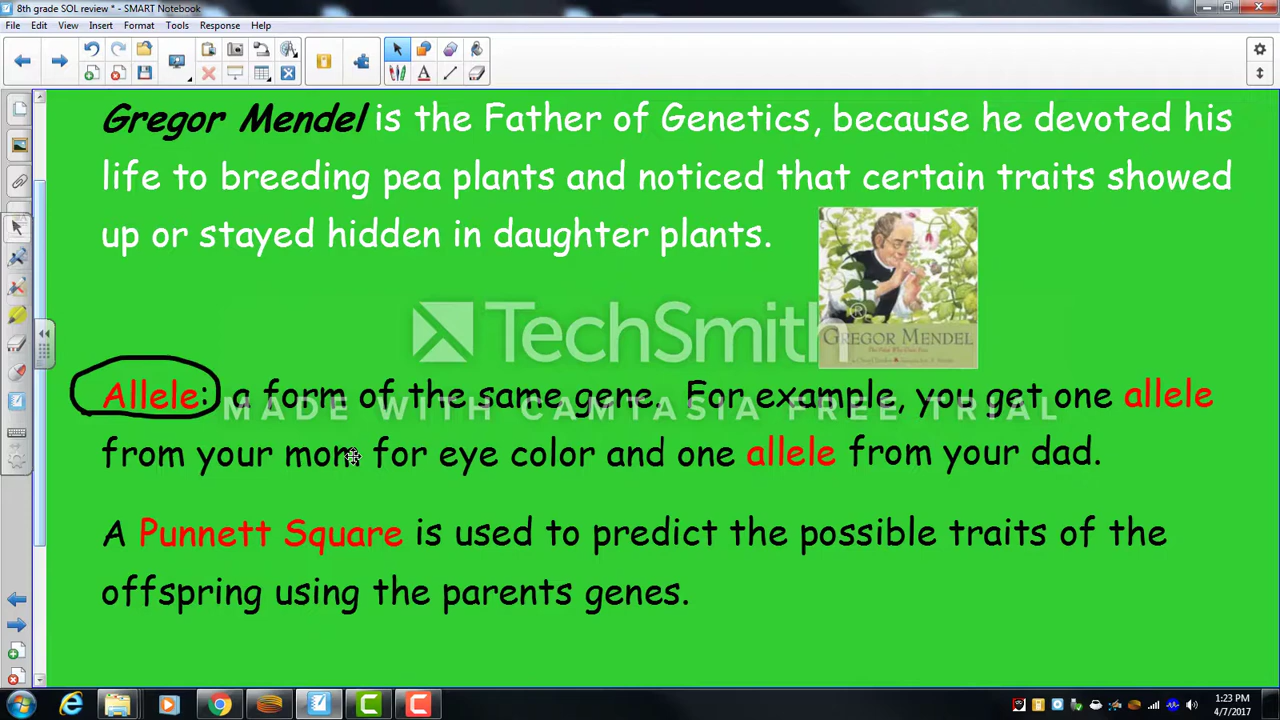 8th grade SOL review * - SMART Notebook
File Edit View Insert Format Tools Response Help
Gregor Mendel is the Father of Genetics, because he devoted his
life to breeding pea plants and noticed that certain traits showed
up or stayed hidden in daughter plants.
GREGOR MENDEL
TechSmith®
MADE WITH CAMTASIA FREE TRIAL
Allele: a form of the same gene. For example, you get one allele
from your mom for eye color and one allele from your dad.
A Punnett Square is used to predict the possible traits of the
offspring using the parents genes.
1:23 PM
4/7/2017